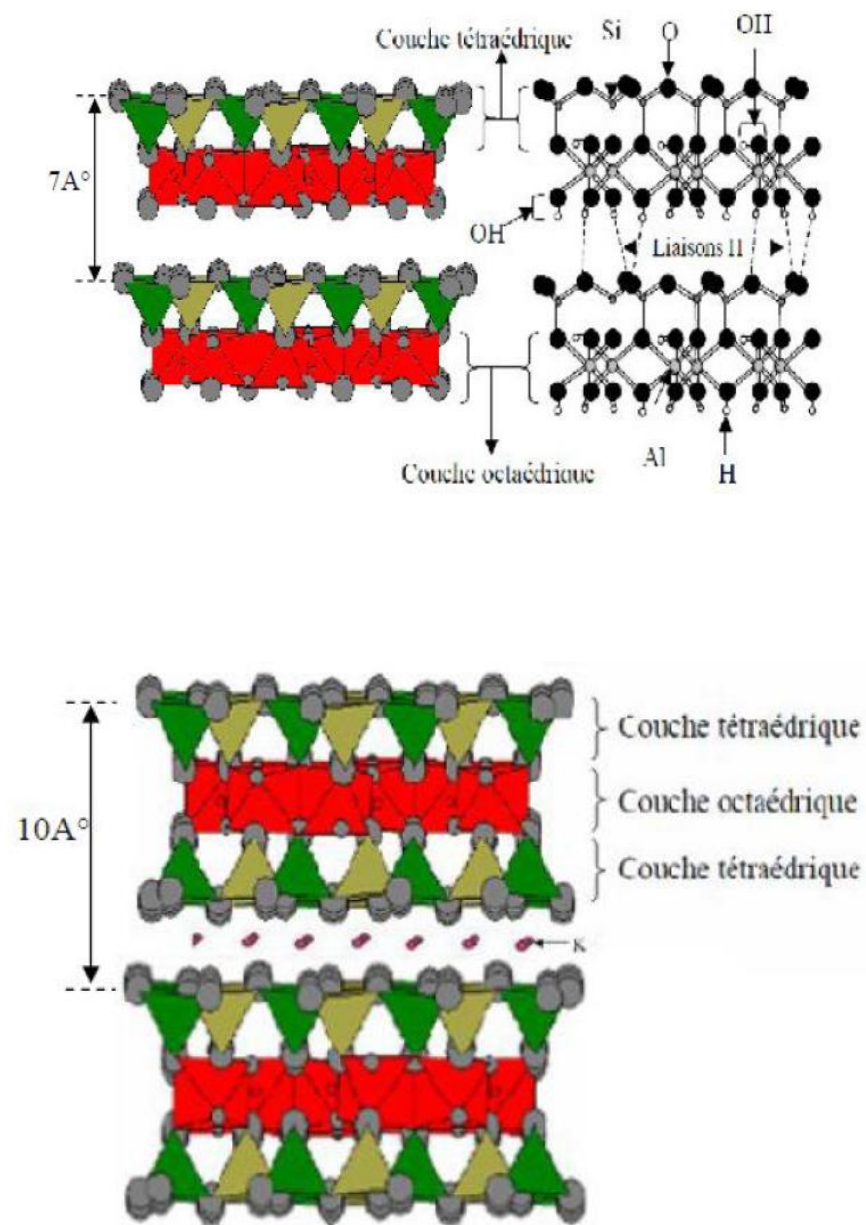 Couche tétraédrique
Si
O
OH
7A°
OH
Liaisons H
Al
H
Couche octaédrique
10A°
Couche tétraédrique
Couche octaédrique
Couche tétraédrique
K